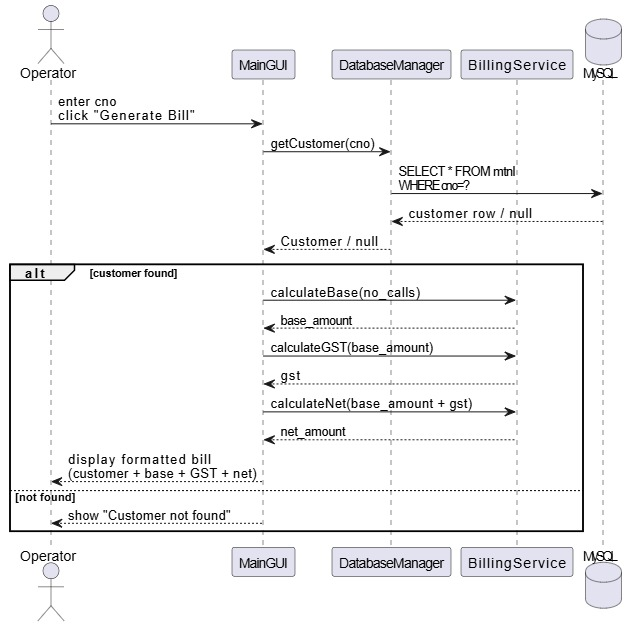 Operator
MainGUI
DatabaseManager
BillingService
MySQL
enter cno
click "Generate Bill"
getCustomer(cno)
SELECT * FROM mtnl
WHERE cno=?
customer row / null
Customer / null
alt
[customer found]
calculateBase(no_calls)
base_amount
calculateGST(base_amount)
gst
calculateNet(base_amount + gst)
net_amount
display formatted bill
(customer + base + GST + net)
[not found]
show "Customer not found"
Operator
MainGUI
DatabaseManager
BillingService
MySQL